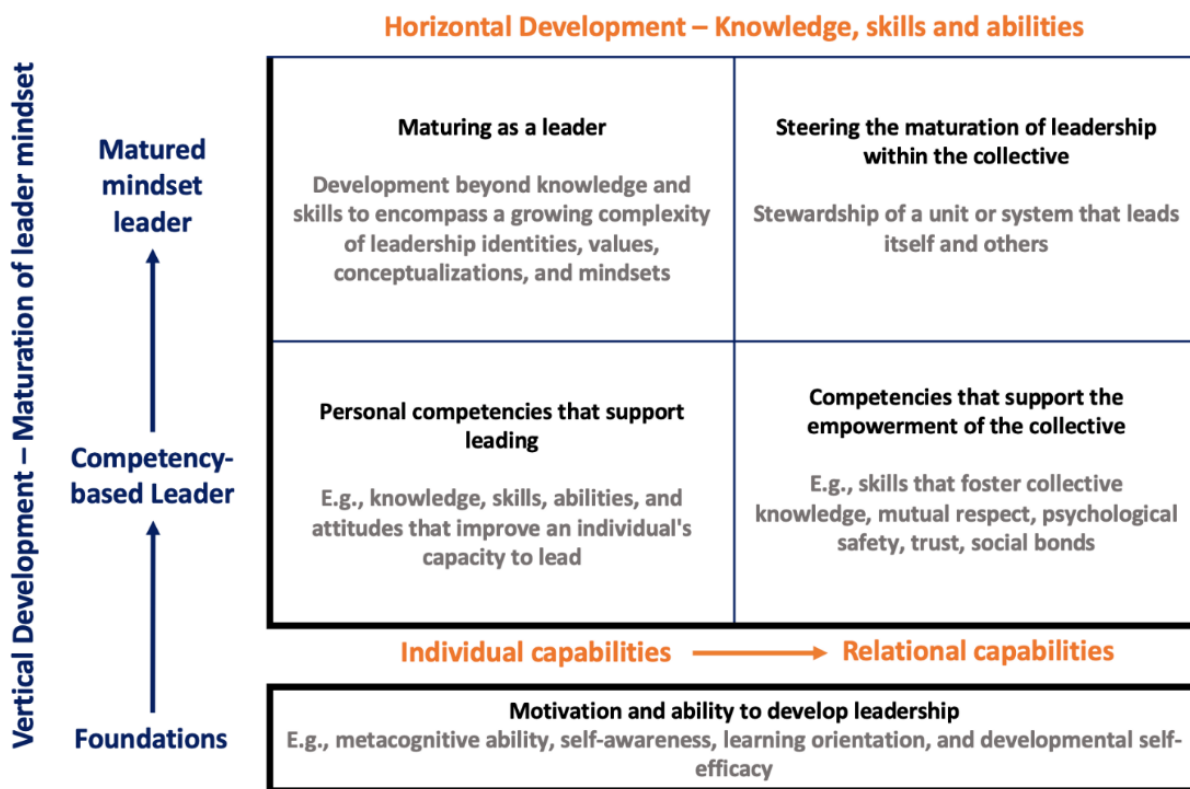 Horizontal Development – Knowledge, skills and abilities
Vertical Development – Maturation of leader mindset
Matured
mindset
leader
Maturing as a leader
Development beyond knowledge and
skills to encompass a growing complexity
of leadership identities, values,
conceptualizations, and mindsets
Steering the maturation of leadership
within the collective
Stewardship of a unit or system that leads
itself and others
Competency-
based Leader
Personal competencies that support
leading
E.g., knowledge, skills, abilities, and
attitudes that improve an individual's
capacity to lead
Competencies that support the
empowerment of the collective
E.g., skills that foster collective
knowledge, mutual respect, psychological
safety, trust, social bonds
Individual capabilities
Relational capabilities
Foundations
Motivation and ability to develop leadership
E.g., metacognitive ability, self-awareness, learning orientation, and developmental self-
efficacy